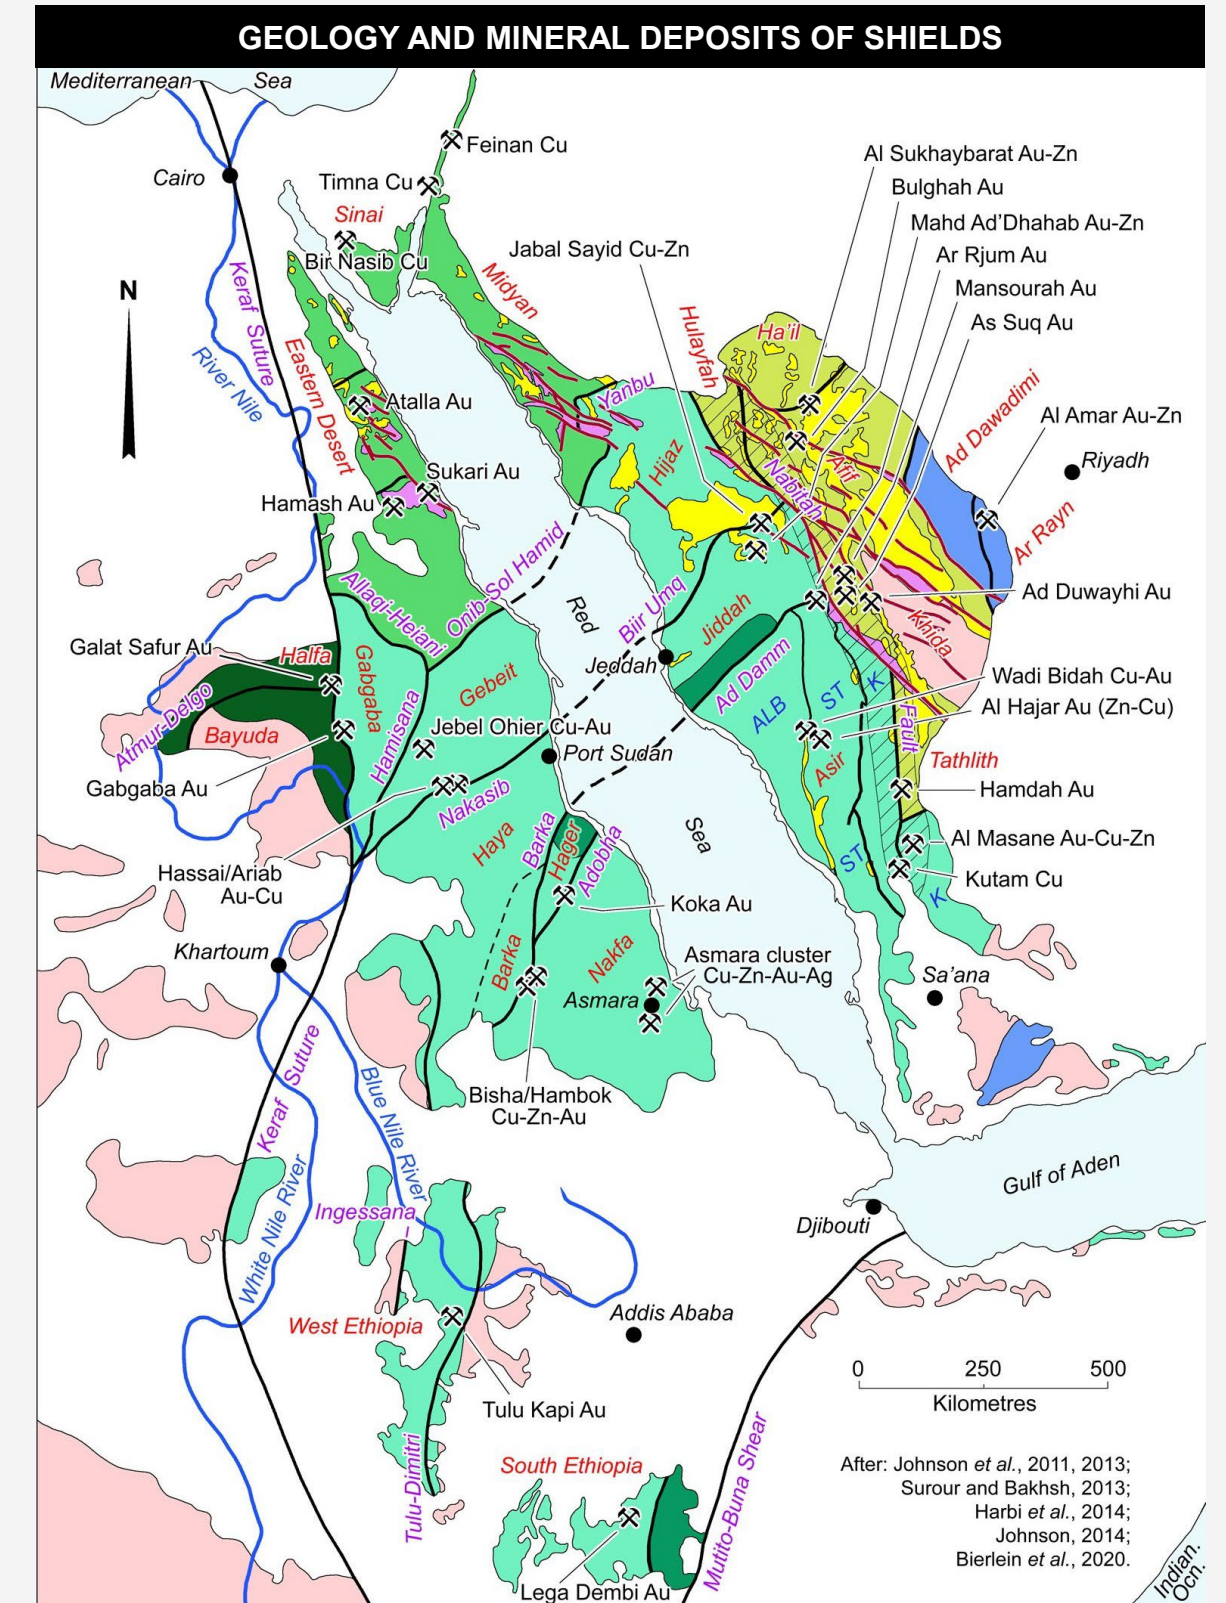 GEOLOGY AND MINERAL DEPOSITS OF SHIELDS
Mediterranean Sea
Feinan Cu
Cairo
Timna Cu
Sinai
Bir Nasib Cu
Al Sukhaybarat Au-Zn
Bulghah Au
Mahd Ad’Dhahab Au-Zn
Jabal Sayid Cu-Zn
Ar Rjum Au
Mansourah Au
As Suq Au
N
Keraf Suture
River Nile
Midyan
Hulayfah
Ha’il
Eastern Desert
Atalla Au
Yanbu
Ad Dawadimi
Al Amar Au-Zn
Riyadh
Hijaz
Afif
Nabitah
Sukari Au
Hamash Au
Ar Rayn
Onib-Sol Hamid
Allaqi-Heiani
Red
Sea
Biir Umq
Jiddah
Ad Duwayhi Au
Khida
Galat Safur Au
Halfa
Gabgaba
Gebeit
Jeddah
Ad Damm
Wadi Bidah Cu-Au
Al Hajar Au (Zn-Cu)
ALB
ST
K
Fault
Atmur-Delgo
Bayuda
Hamisana
Jebel Ohier Cu-Au
Port Sudan
Asir
Tathlith
Gabgaba Au
Nakasib
Hamdah Au
Haya
Barka
Hager
Adobha
Al Masane Au-Cu-Zn
ST
Kutam Cu
K
Hassai/Ariab
Au-Cu
Koka Au
Khartoum
Barka
Nakfa
Asmara cluster
Cu-Zn-Au-Ag
Asmara
Sa’ana
Keraf Suture
Blue Nile River
Bisha/Hambok
Cu-Zn-Au
White Nile River
Ingessana
Gulf of Aden
Djibouti
West Ethiopia
Addis Ababa
Tulu Kapi Au
0 250 500
Kilometres
Tulu-Dimitri
South Ethiopia
Mutito-Buna Shear
Lega Dembi Au
After: Johnson et al., 2011, 2013;
Surour and Bakhsh, 2013;
Harbi et al., 2014;
Johnson, 2014;
Bierlein et al., 2020.
Indian.
Ocn.